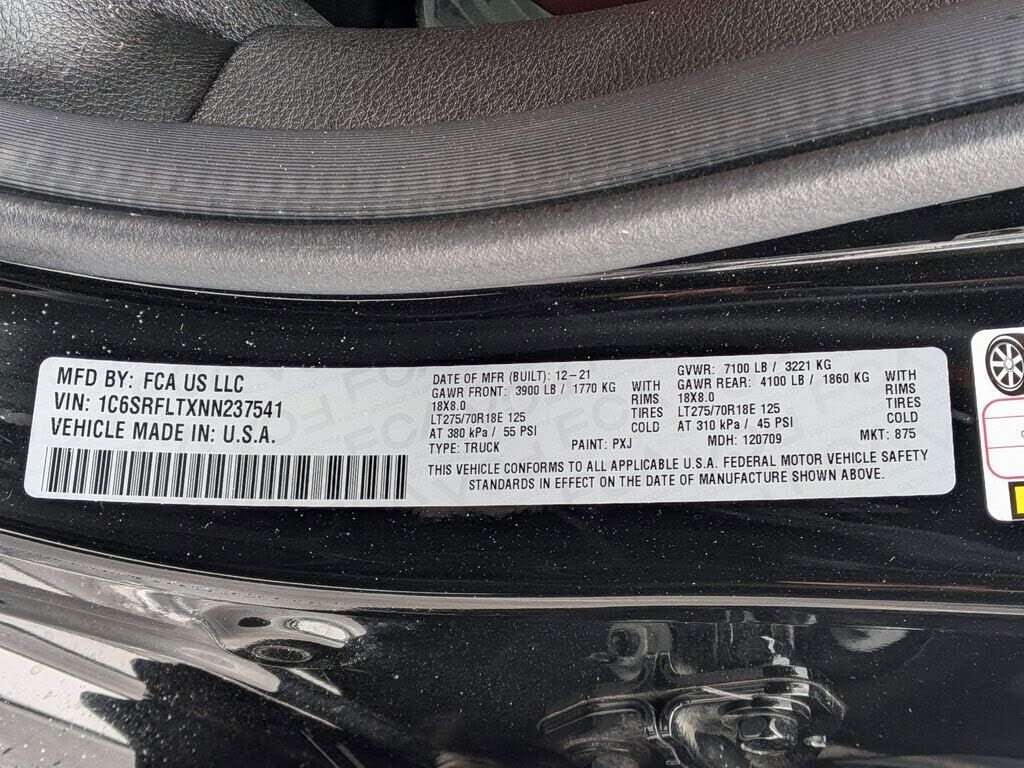 MFD BY: FCA US LLC
VIN: 1C6SRFLTXNN237541
VEHICLE MADE IN: U.S.A.
DATE OF MFR (BUILT): 12-21
GAWR FRONT: 3900 LB / 1770 KG WITH
18X8.0 RIMS
LT275/70R18E 125 TIRES
AT 380 kPa / 55 PSI COLD
TYPE: TRUCK PAINT: PXJ
GVWR: 7100 LB / 3221 KG
GAWR REAR: 4100 LB / 1860 KG WITH
18X8.0 RIMS
LT275/70R18E 125 TIRES
AT 310 kPa / 45 PSI COLD
MDH: 120709 MKT: 875
THIS VEHICLE CONFORMS TO ALL APPLICABLE U.S.A. FEDERAL MOTOR VEHICLE SAFETY
STANDARDS IN EFFECT ON THE DATE OF MANUFACTURE SHOWN ABOVE.